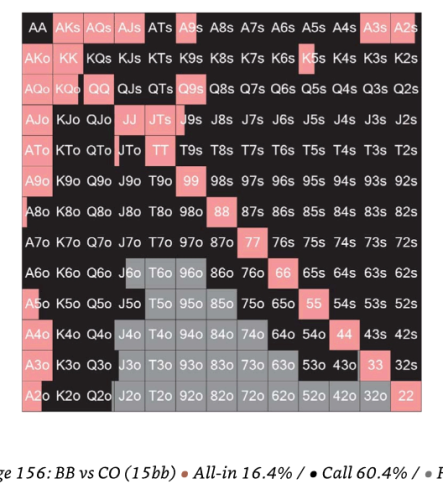 AA AKs AQs AJs ATs A9s A8s A7s A6s A5s A4s A3s A2s
AKo KK KQs KJs KTs K9s K8s K7s K6s K5s K4s K3s K2s
AQo KQo QQ QJs QTs Q9s Q8s Q7s Q6s Q5s Q4s Q3s Q2s
AJo KJo QJo JJ JTs J9s J8s J7s J6s J5s J4s J3s J2s
ATo KTo QTo JTo TT T9s T8s T7s T6s T5s T4s T3s T2s
A9o K9o Q9o J9o T9o 99 98s 97s 96s 95s 94s 93s 92s
A8o K8o Q8o J8o T8o 98o 88 87s 86s 85s 84s 83s 82s
A7o K7o Q7o J7o T7o 97o 87o 77 76s 75s 74s 73s 72s
A6o K6o Q6o J6o T6o 96o 86o 76o 66 65s 64s 63s 62s
A5o K5o Q5o J5o T5o 95o 85o 75o 65o 55 54s 53s 52s
A4o K4o Q4o J4o T4o 94o 84o 74o 64o 54o 44 43s 42s
A3o K3o Q3o J3o T3o 93o 83o 73o 63o 53o 43o 33 32s
A2o K2o Q2o J2o T2o 92o 82o 72o 62o 52o 42o 32o 22
ge 156: BB vs CO (15bb) • All-in 16.4% / • Call 60.4% / •